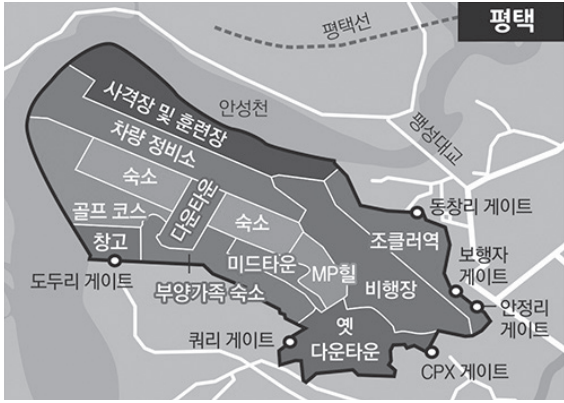 평택
평택선
안성천
팽성대교
사격장 및 훈련장
차량 정비소
숙소
다운타운
숙소
골프 코스
창고
미드타운
MP힐
조클러역
비행장
옛
다운타운
부양가족 숙소
도두리 게이트
쿼리 게이트
동창리 게이트
보행자
게이트
안정리
게이트
CPX 게이트